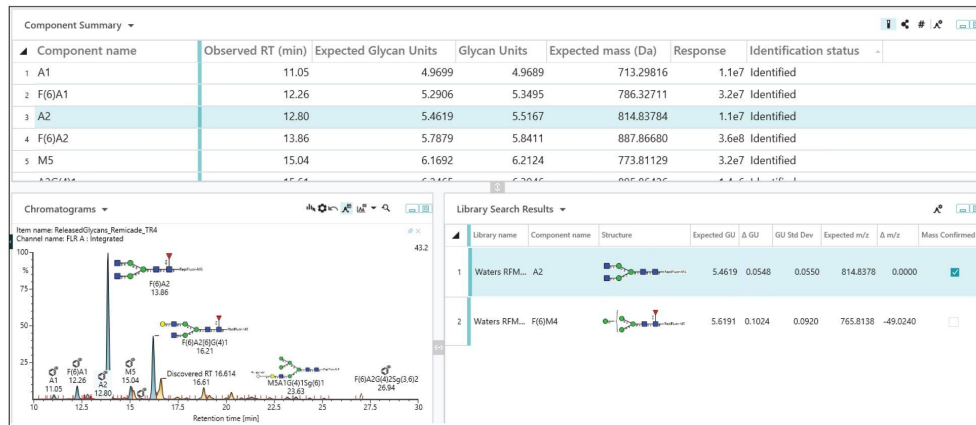 Component Summary
Component name Observed RT (min) Expected Glycan Units Glycan Units Expected mass (Da) Response Identification status
1 A1 11.05 4.9699 4.9689 713.29816 1.1e7 Identified
2 F(6)A1 12.26 5.2906 5.3495 786.32711 3.2e7 Identified
3 A2 12.80 5.4619 5.5167 814.83784 1.1e7 Identified
4 F(6)A2 13.86 5.7879 5.8411 887.86680 3.6e8 Identified
5 M5 15.04 6.1692 6.2124 773.81129 3.2e7 Identified
Chromatograms
Item name: ReleasedGlycans_Remicade_TR4
Channel name: FLR A : Integrated
43.2
100
%
75
50
25
F(6)A2
13.86
F(6)A2[6]G(4)1
16.21
A1
11.05
F(6)A1
12.26
A2
12.80
M5
15.04
Discovered RT 16.614
16.61
M5A1G(4)1Sg(6)1
23.63
F(6)A2G(4)2Sg(3,6)2
26.94
10 12.5 15 17.5 20 22.5 25 27.5 30
Retention time [min]
Library Search Results
Library name Component name Structure Expected GU Δ GU GU Std Dev Expected m/z Δ m/z Mass Confirmed
1 Waters RFM... A2 5.4619 0.0548 0.0550 814.8378 0.0000
2 Waters RFM... F(6)M4 5.6191 0.1024 0.0920 765.8138 -49.0240